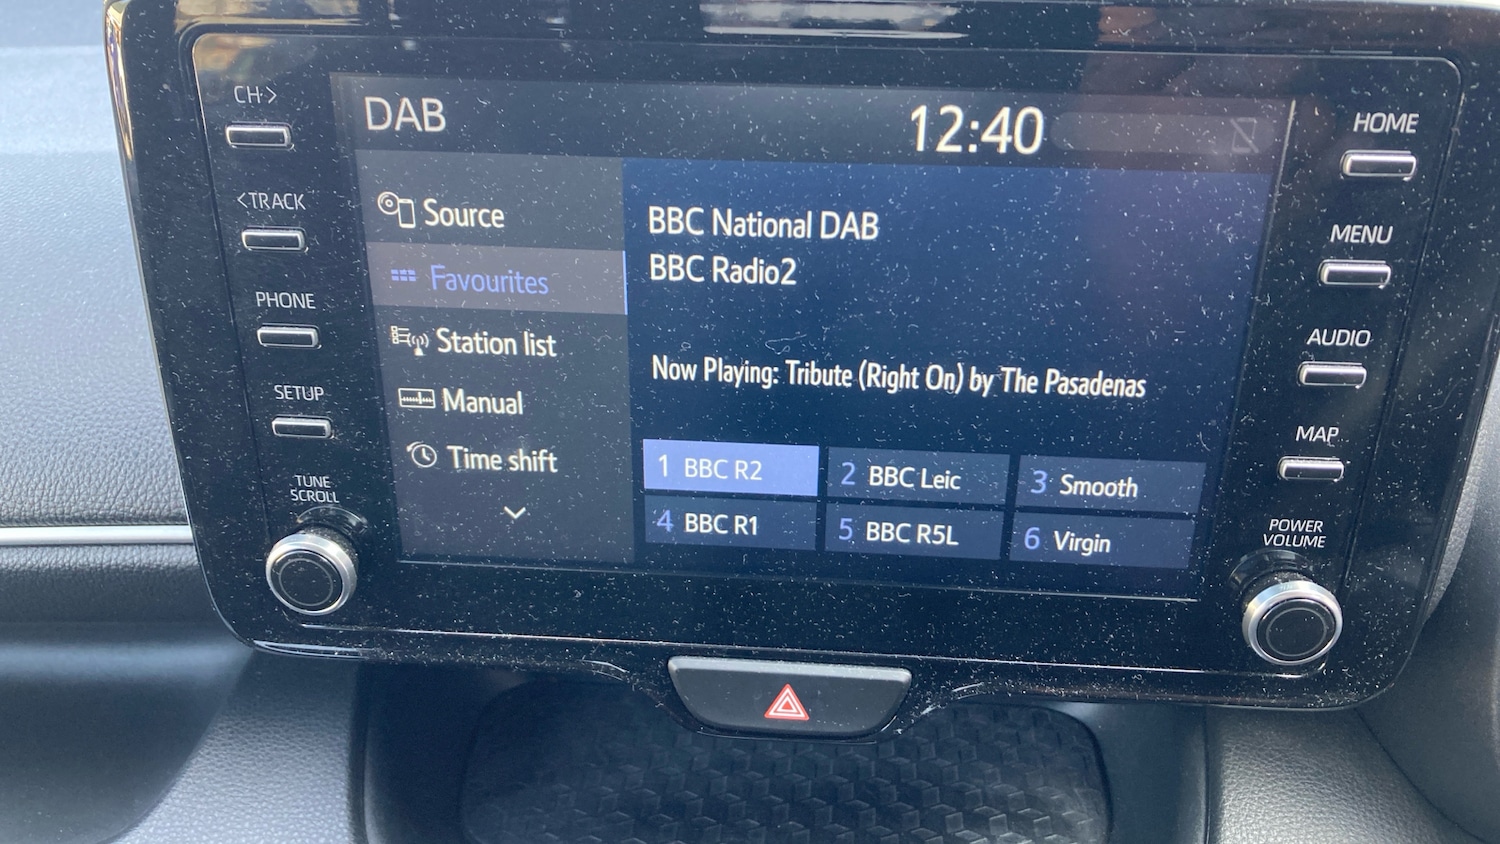 CH>
<TRACK
PHONE
SETUP
TUNE
SCROLL
DAB
12:40
Source
Favourites
Station list
Manual
Time shift
BBC National DAB
BBC Radio2
Now Playing: Tribute (Right On) by The Pasadenas
1 BBC R2
2 BBC Leic
3 Smooth
4 BBC R1
5 BBC R5L
6 Virgin
HOME
MENU
AUDIO
MAP
POWER
VOLUME